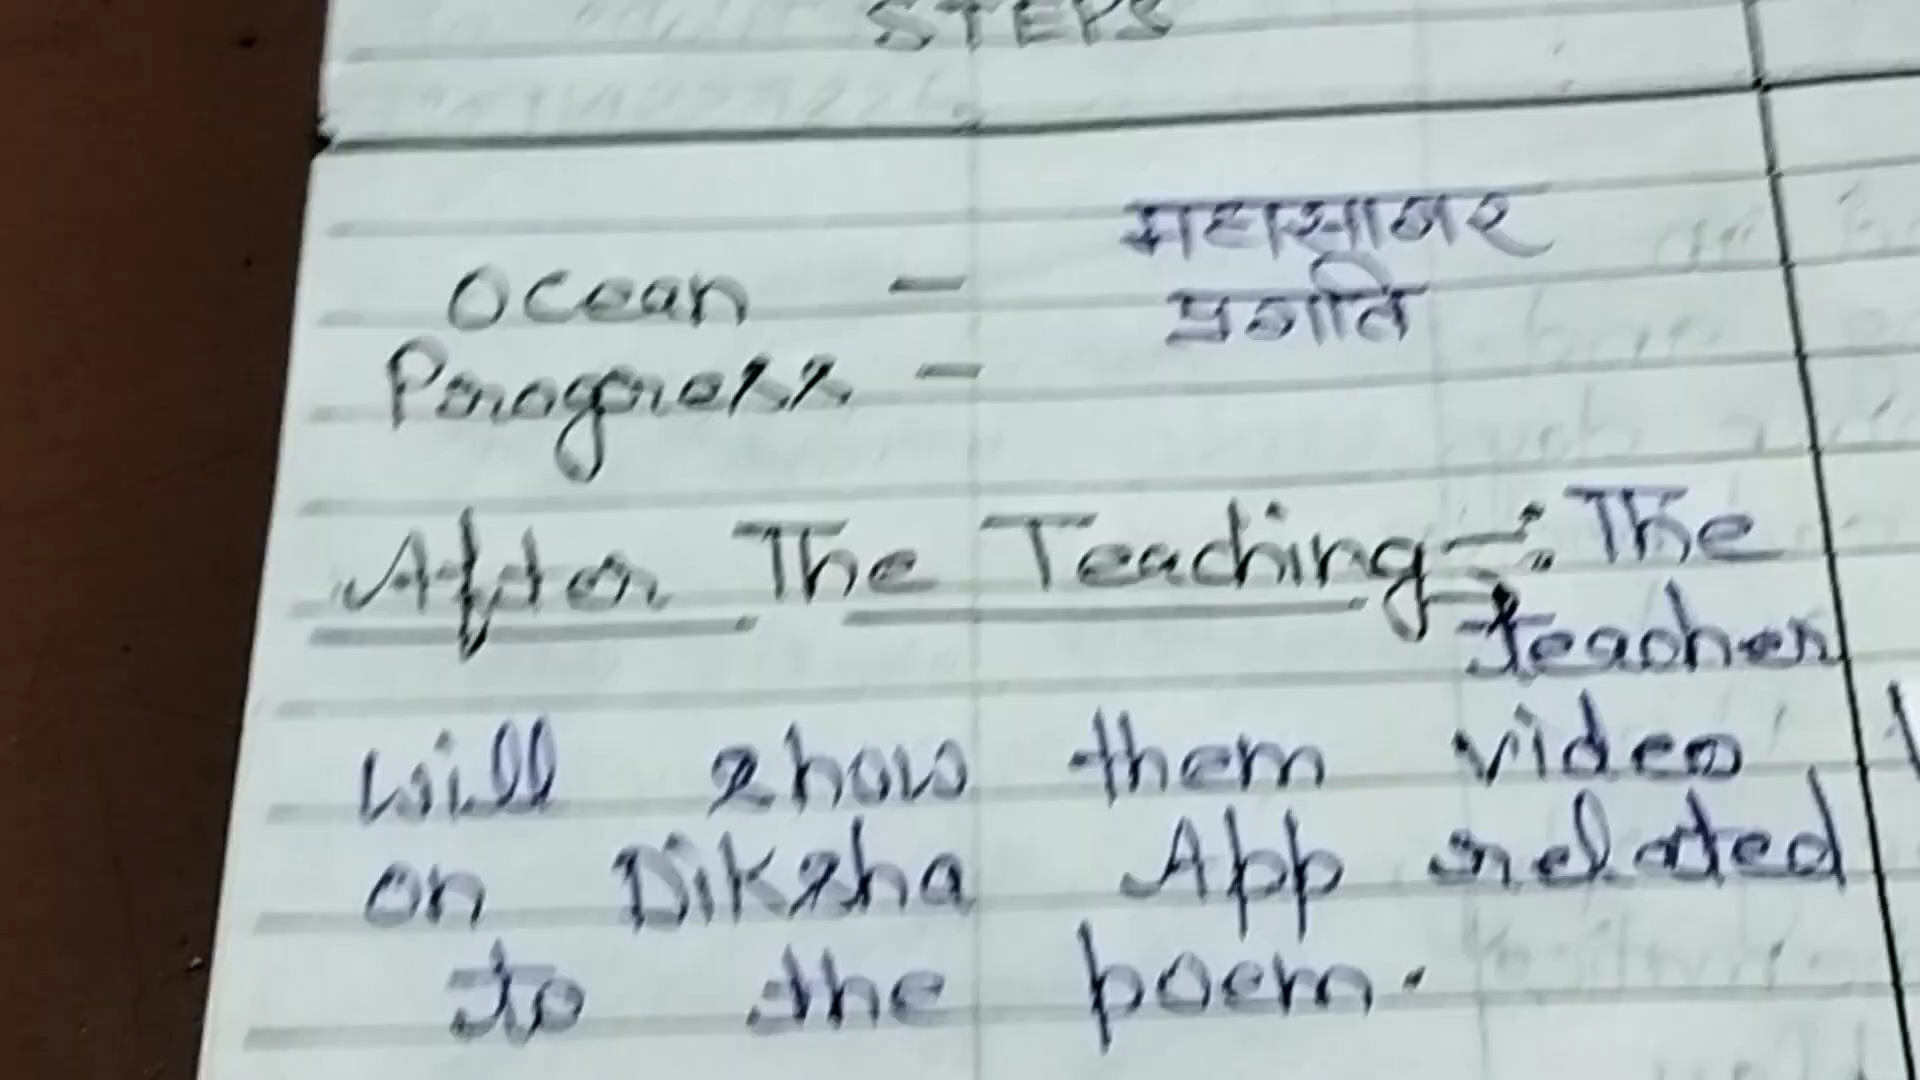 STEPS
Ocean - महासागर
Progress - प्रगति
After The Teaching -: The
teacher
will show them video
on Diksha App related
to the poem.